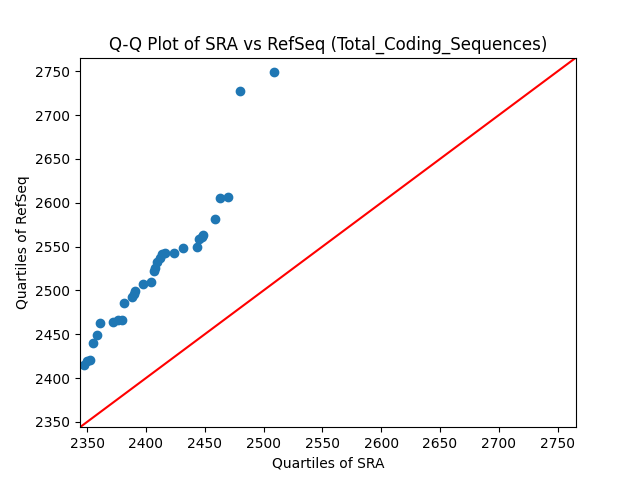 Q-Q Plot of SRA vs RefSeq (Total_Coding_Sequences)
2750
2700
2650
2600
2550
2500
2450
2400
2350
Quartiles of RefSeq
2350 2400 2450 2500 2550 2600 2650 2700 2750
Quartiles of SRA